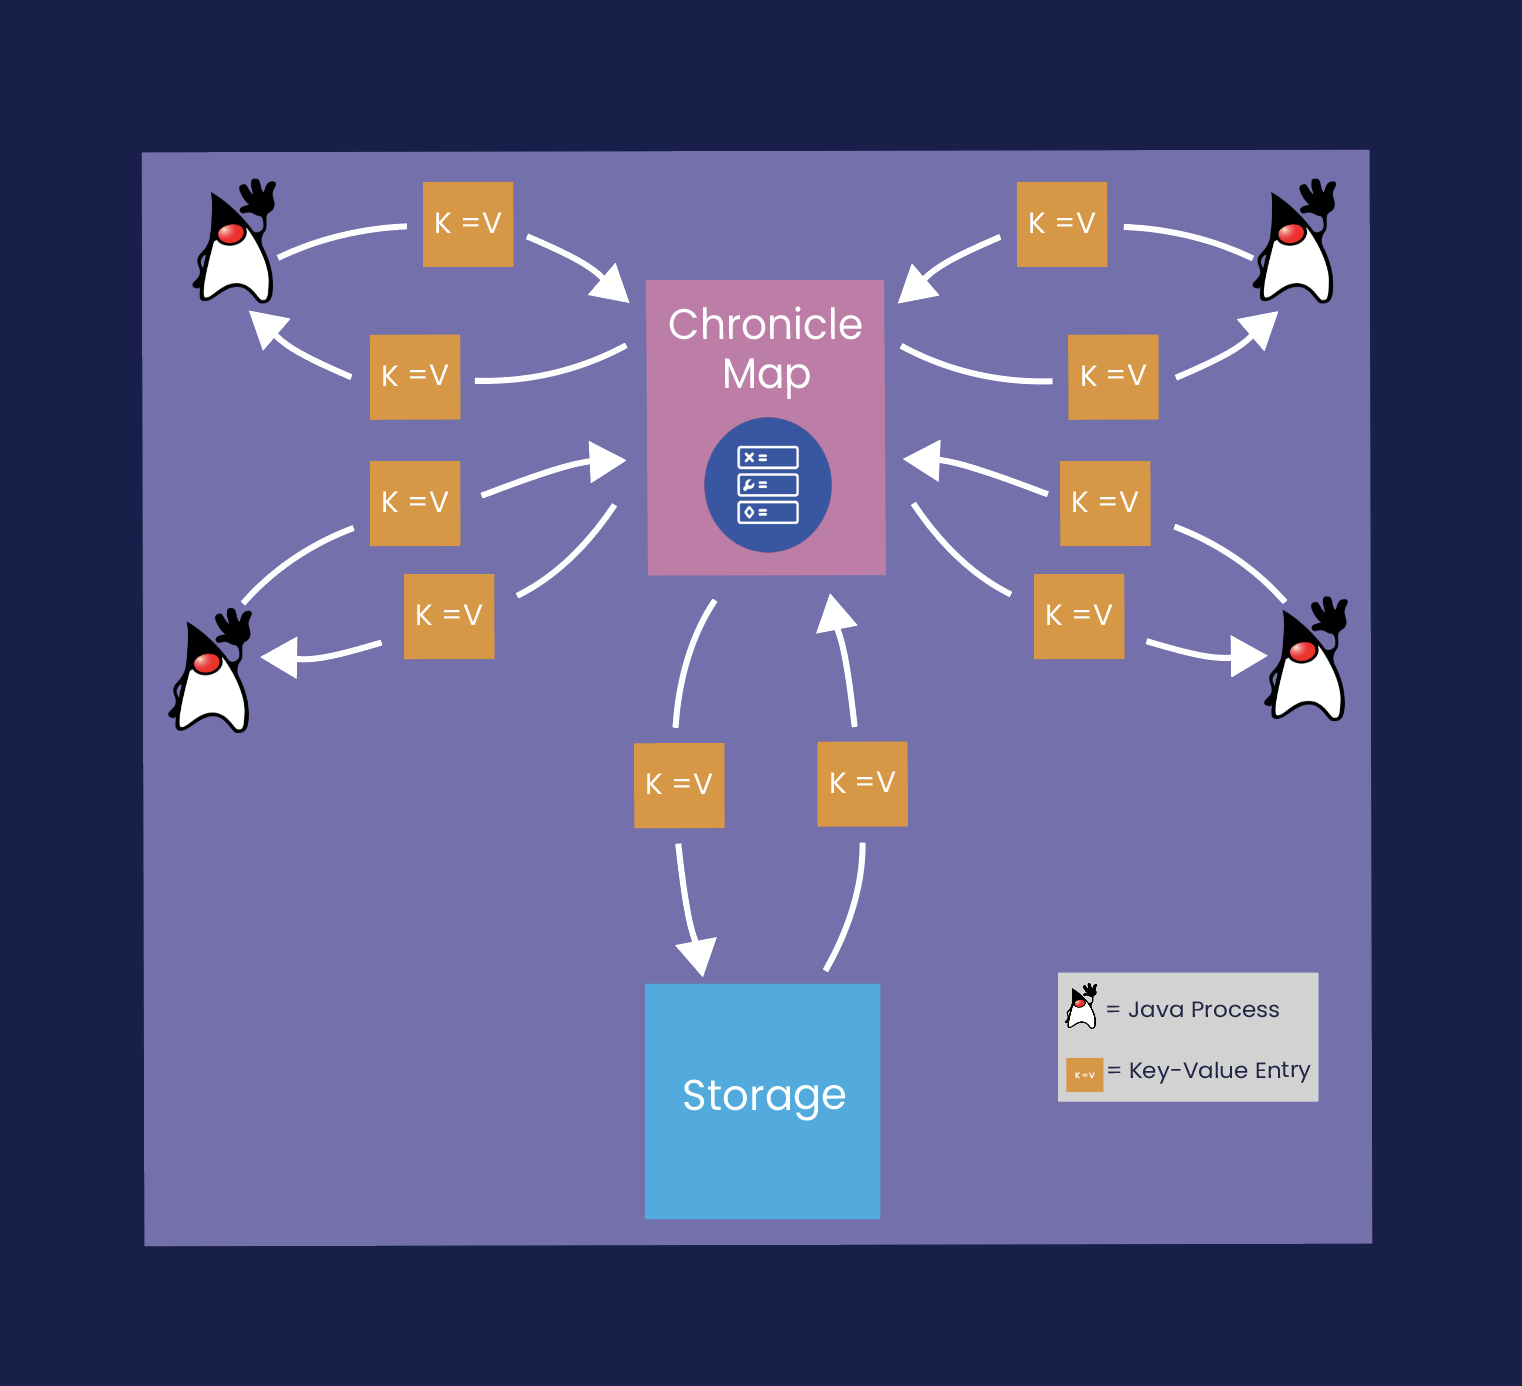 K =V
K =V
Chronicle
Map
K =V
K =V
K =V
K =V
× =
=
◇ =
K =V
K =V
K =V
K =V
Storage
= Java Process
K =V = Key-Value Entry